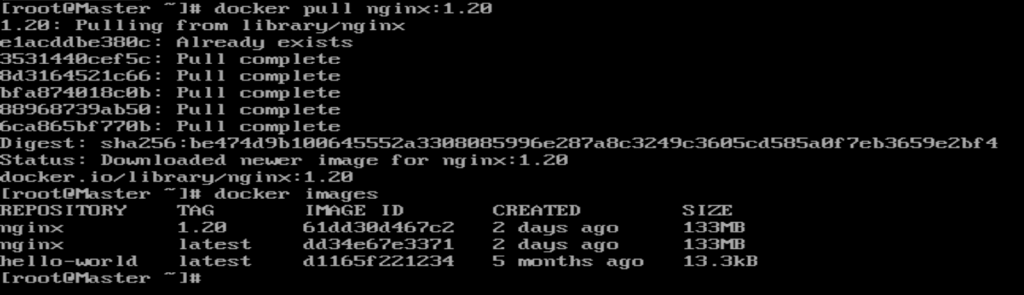 [root@Master ~]# docker pull nginx:1.20
1.20: Pulling from library/nginx
e1acddbe380c: Already exists
3531440cef5c: Pull complete
8d3164521c66: Pull complete
bfa874018c0b: Pull complete
88968739ab50: Pull complete
6ca865bf770b: Pull complete
Digest: sha256:be474d9b100645552a3308085996e287a8c3249c3605cd585a0f7eb3659e2bf4
Status: Downloaded newer image for nginx:1.20
docker.io/library/nginx:1.20
[root@Master ~]# docker images
REPOSITORY TAG IMAGE ID CREATED SIZE
nginx 1.20 61dd30d467c2 2 days ago 133MB
nginx latest dd34e67e3371 2 days ago 133MB
hello-world latest d1165f221234 5 months ago 13.3kB
[root@Master ~]#